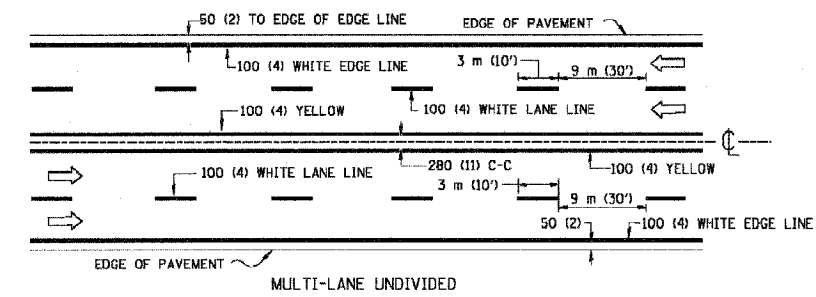 50 (2) TO EDGE OF EDGE LINE
EDGE OF PAVEMENT
100 (4) WHITE EDGE LINE
3 m (10')
9 m (30')
100 (4) YELLOW
100 (4) WHITE LANE LINE
℄
100 (4) WHITE LANE LINE
280 (11) C-C
100 (4) YELLOW
3 m (10')
9 m (30')
50 (2)
100 (4) WHITE EDGE LINE
EDGE OF PAVEMENT
MULTI-LANE UNDIVIDED